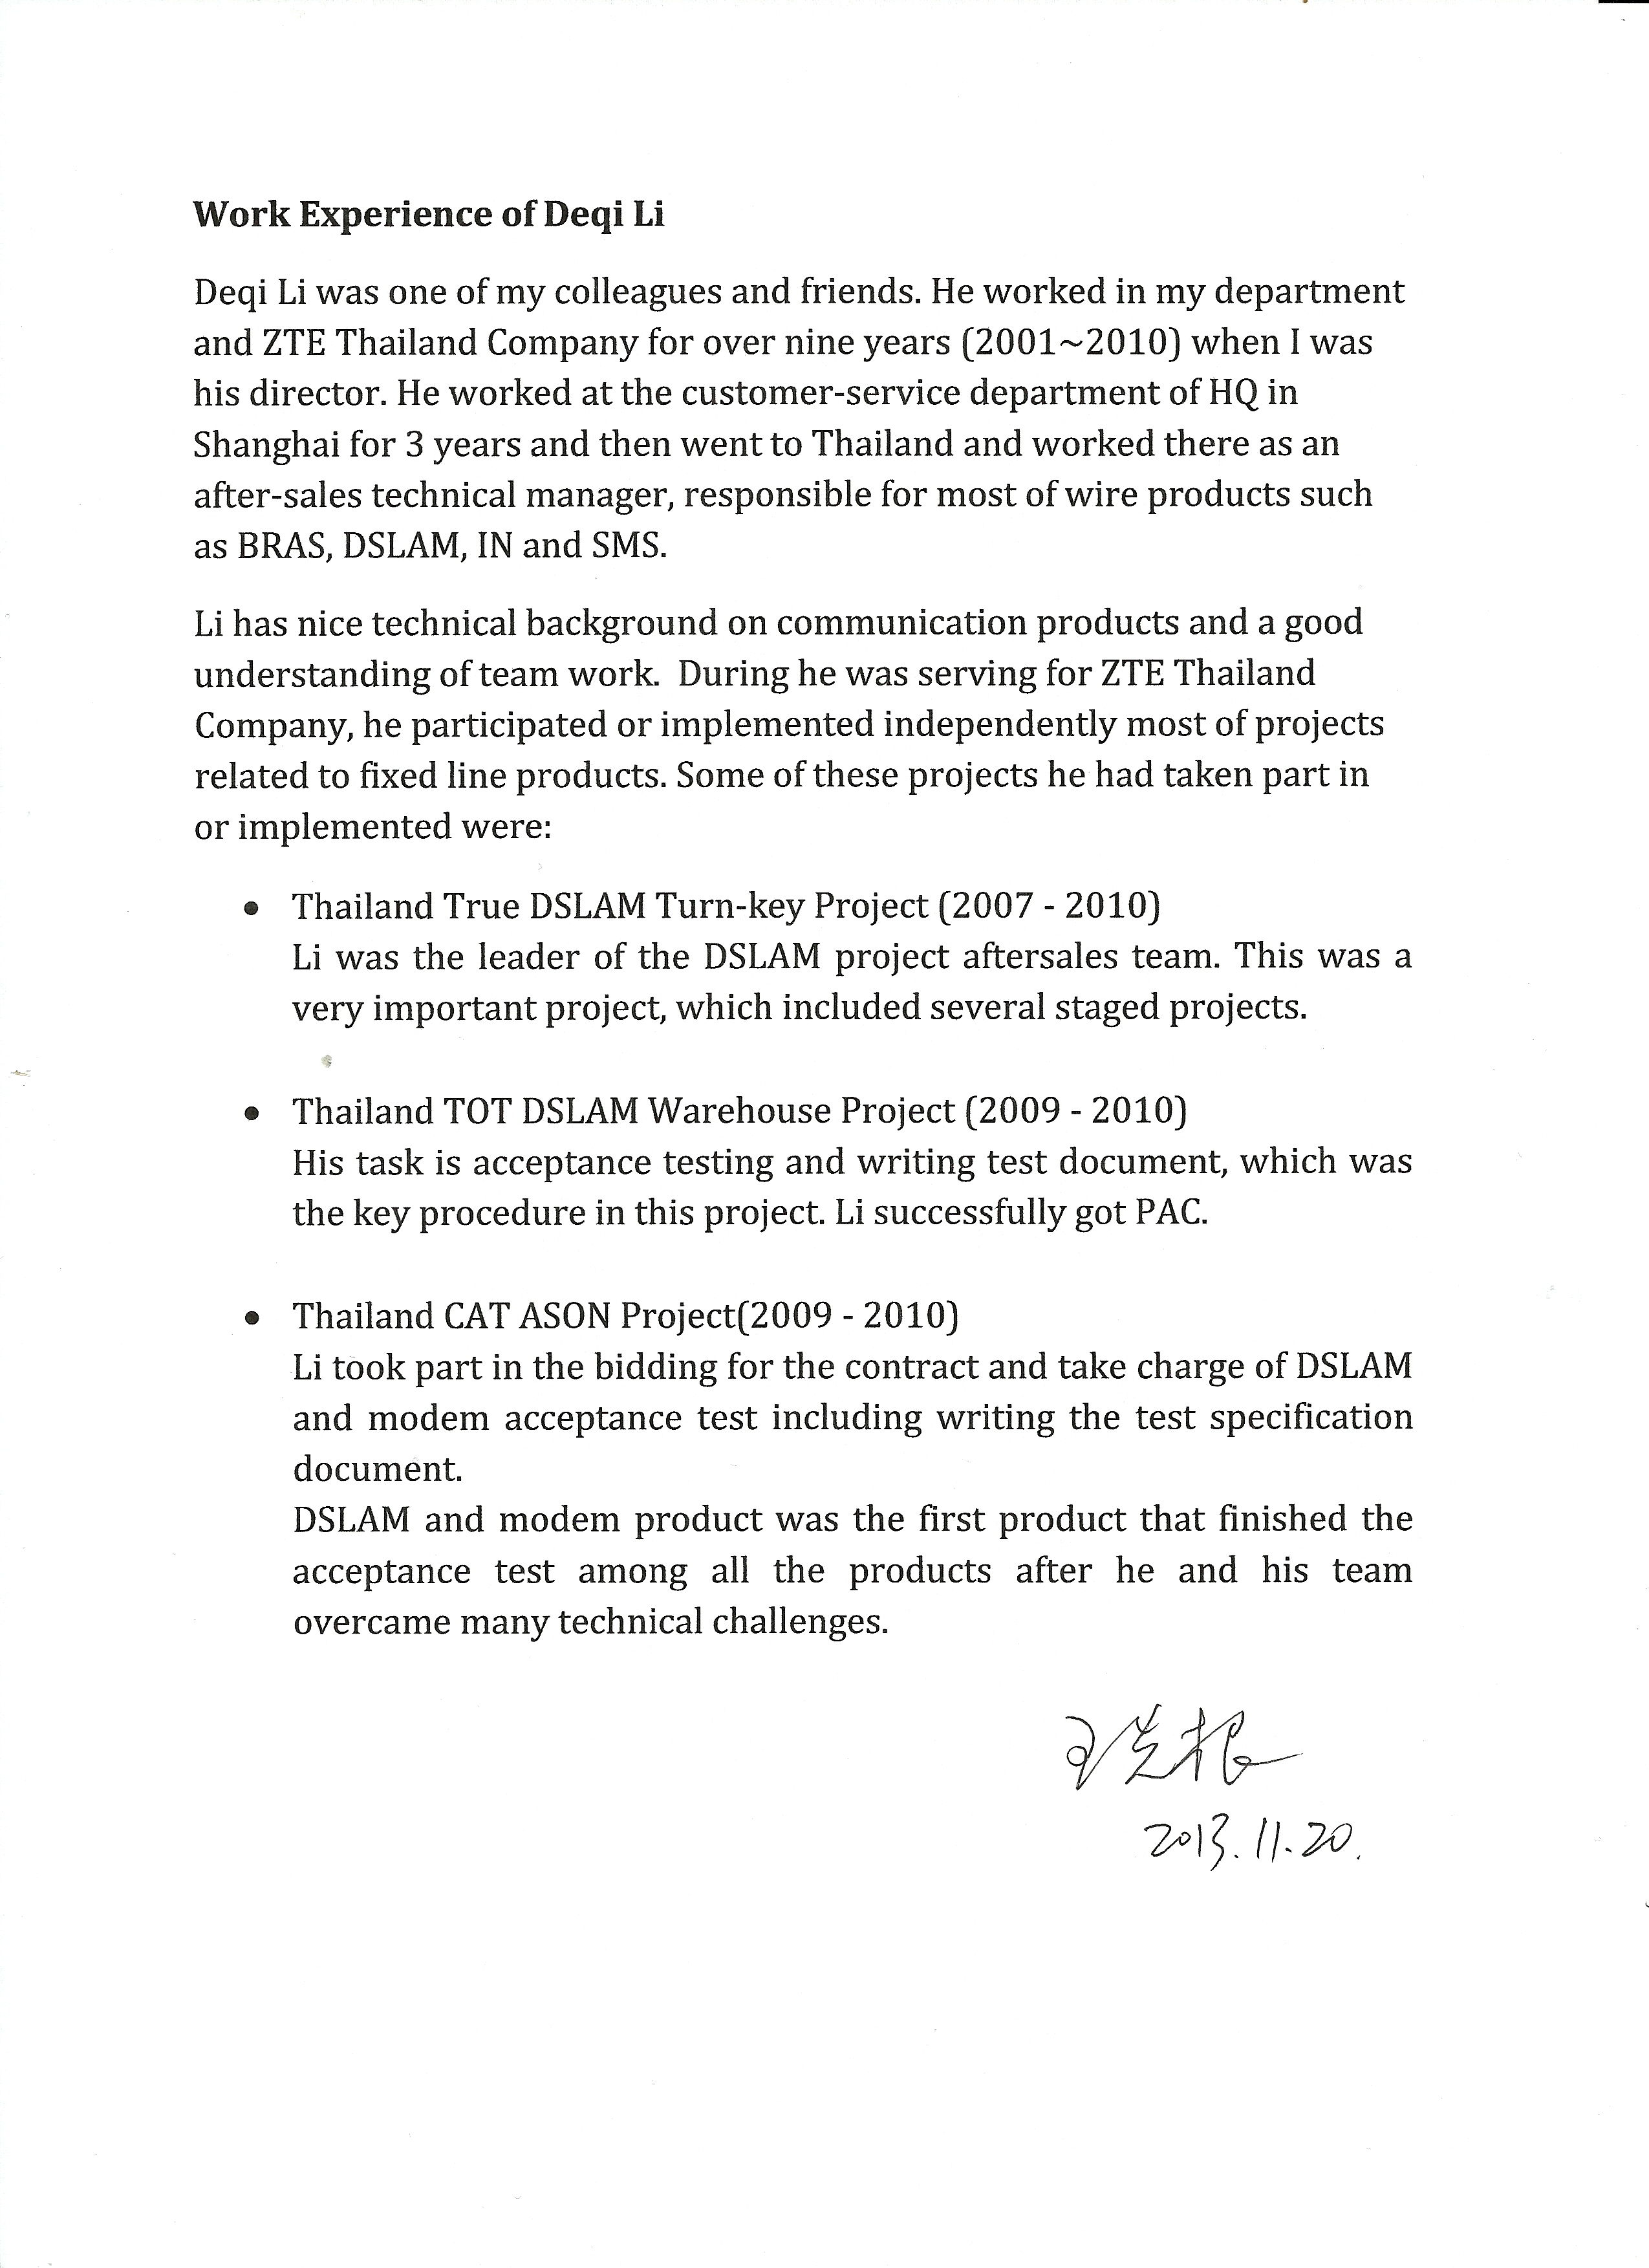 Work Experience of Deqi Li
Deqi Li was one of my colleagues and friends. He worked in my department
and ZTE Thailand Company for over nine years (2001~2010) when I was
his director. He worked at the customer-service department of HQ in
Shanghai for 3 years and then went to Thailand and worked there as an
after-sales technical manager, responsible for most of wire products such
as BRAS, DSLAM, IN and SMS.
Li has nice technical background on communication products and a good
understanding of team work.  During he was serving for ZTE Thailand
Company, he participated or implemented independently most of projects
related to fixed line products. Some of these projects he had taken part in
or implemented were:
• Thailand True DSLAM Turn-key Project (2007 - 2010)
Li was the leader of the DSLAM project aftersales team. This was a
very important project, which included several staged projects.
• Thailand TOT DSLAM Warehouse Project (2009 - 2010)
His task is acceptance testing and writing test document, which was
the key procedure in this project. Li successfully got PAC.
• Thailand CAT ASON Project(2009 - 2010)
Li took part in the bidding for the contract and take charge of DSLAM
and modem acceptance test including writing the test specification
document.
DSLAM and modem product was the first product that finished the
acceptance test among all the products after he and his team
overcame many technical challenges.
2013.11.20.